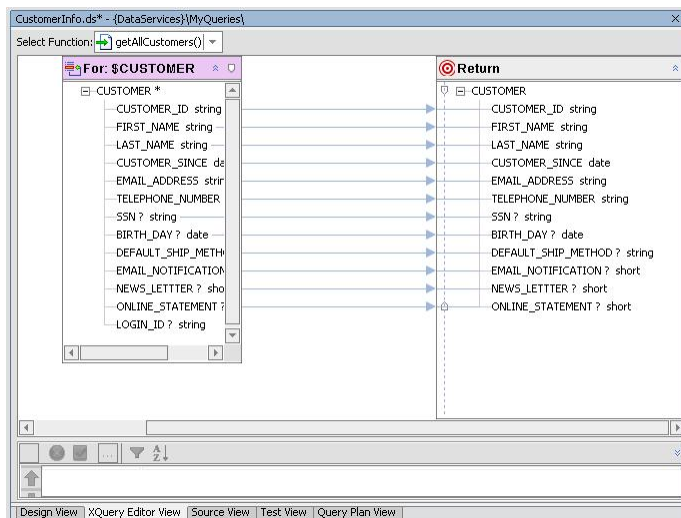 CustomerInfo.ds* - {DataServices}\MyQueries\
Select Function: getAllCustomers()
For: $CUSTOMER
CUSTOMER *
CUSTOMER_ID string
FIRST_NAME string
LAST_NAME string
CUSTOMER_SINCE da
EMAIL_ADDRESS strin
TELEPHONE_NUMBER
SSN ? string
BIRTH_DAY ? date
DEFAULT_SHIP_METH
EMAIL_NOTIFICATION
NEWS_LETTTER ? sho
ONLINE_STATEMENT ?
LOGIN_ID ? string
Return
CUSTOMER
CUSTOMER_ID string
FIRST_NAME string
LAST_NAME string
CUSTOMER_SINCE date
EMAIL_ADDRESS string
TELEPHONE_NUMBER string
SSN ? string
BIRTH_DAY ? date
DEFAULT_SHIP_METHOD ? string
EMAIL_NOTIFICATION ? short
NEWS_LETTTER ? short
ONLINE_STATEMENT ? short
Design View XQuery Editor View Source View Test View Query Plan View